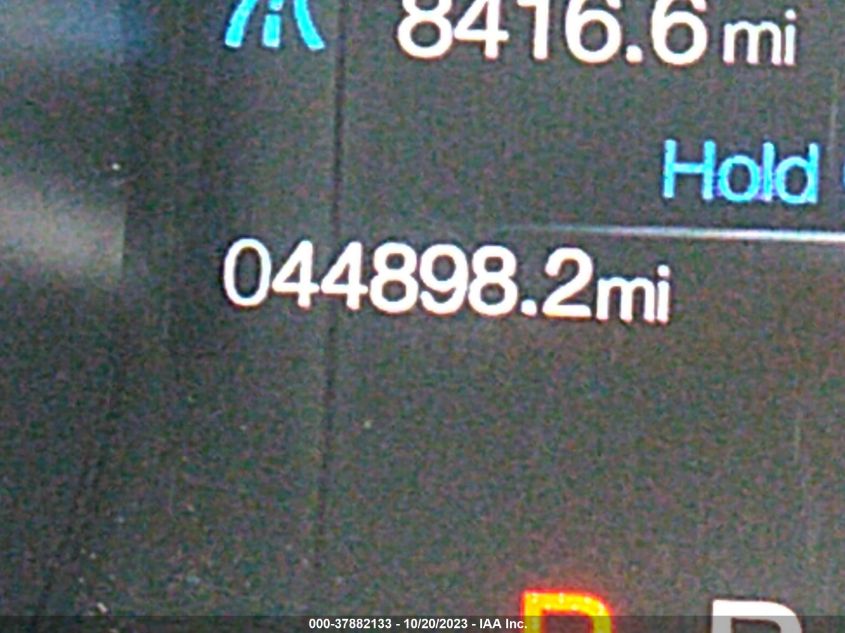 8416.6 mi
Hold
044898.2mi
000-37882133 - 10/20/2023 - IAA Inc.